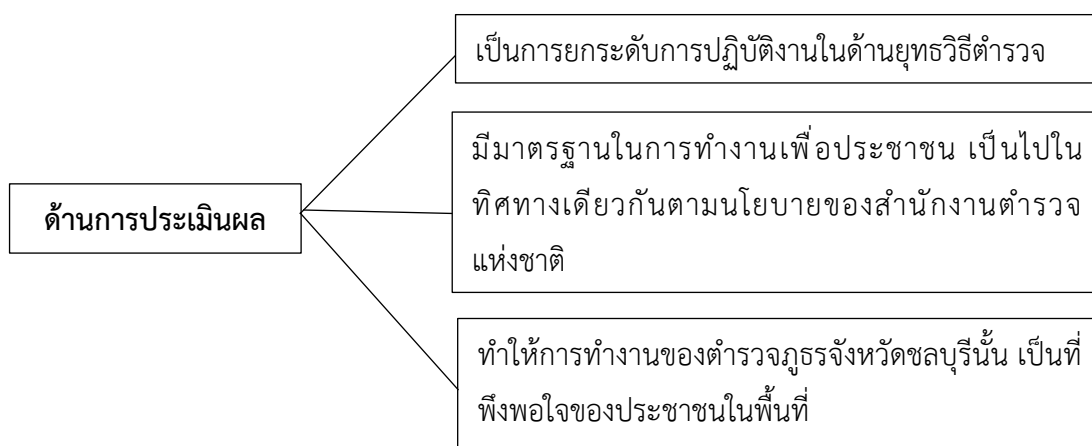 เป็นการยกระดับการปฏิบัติงานในด้านยุทธวิธีตำรวจ
มีมาตรฐานในการทำงานเพื่อประชาชน เป็นไปใน
ทิศทางเดียวกันตามนโยบายของสำนักงานตำรวจ
แห่งชาติ
ด้านการประเมินผล
ทำให้การทำงานของตำรวจภูธรจังหวัดชลบุรีนั้น เป็นที่
พึงพอใจของประชาชนในพื้นที่